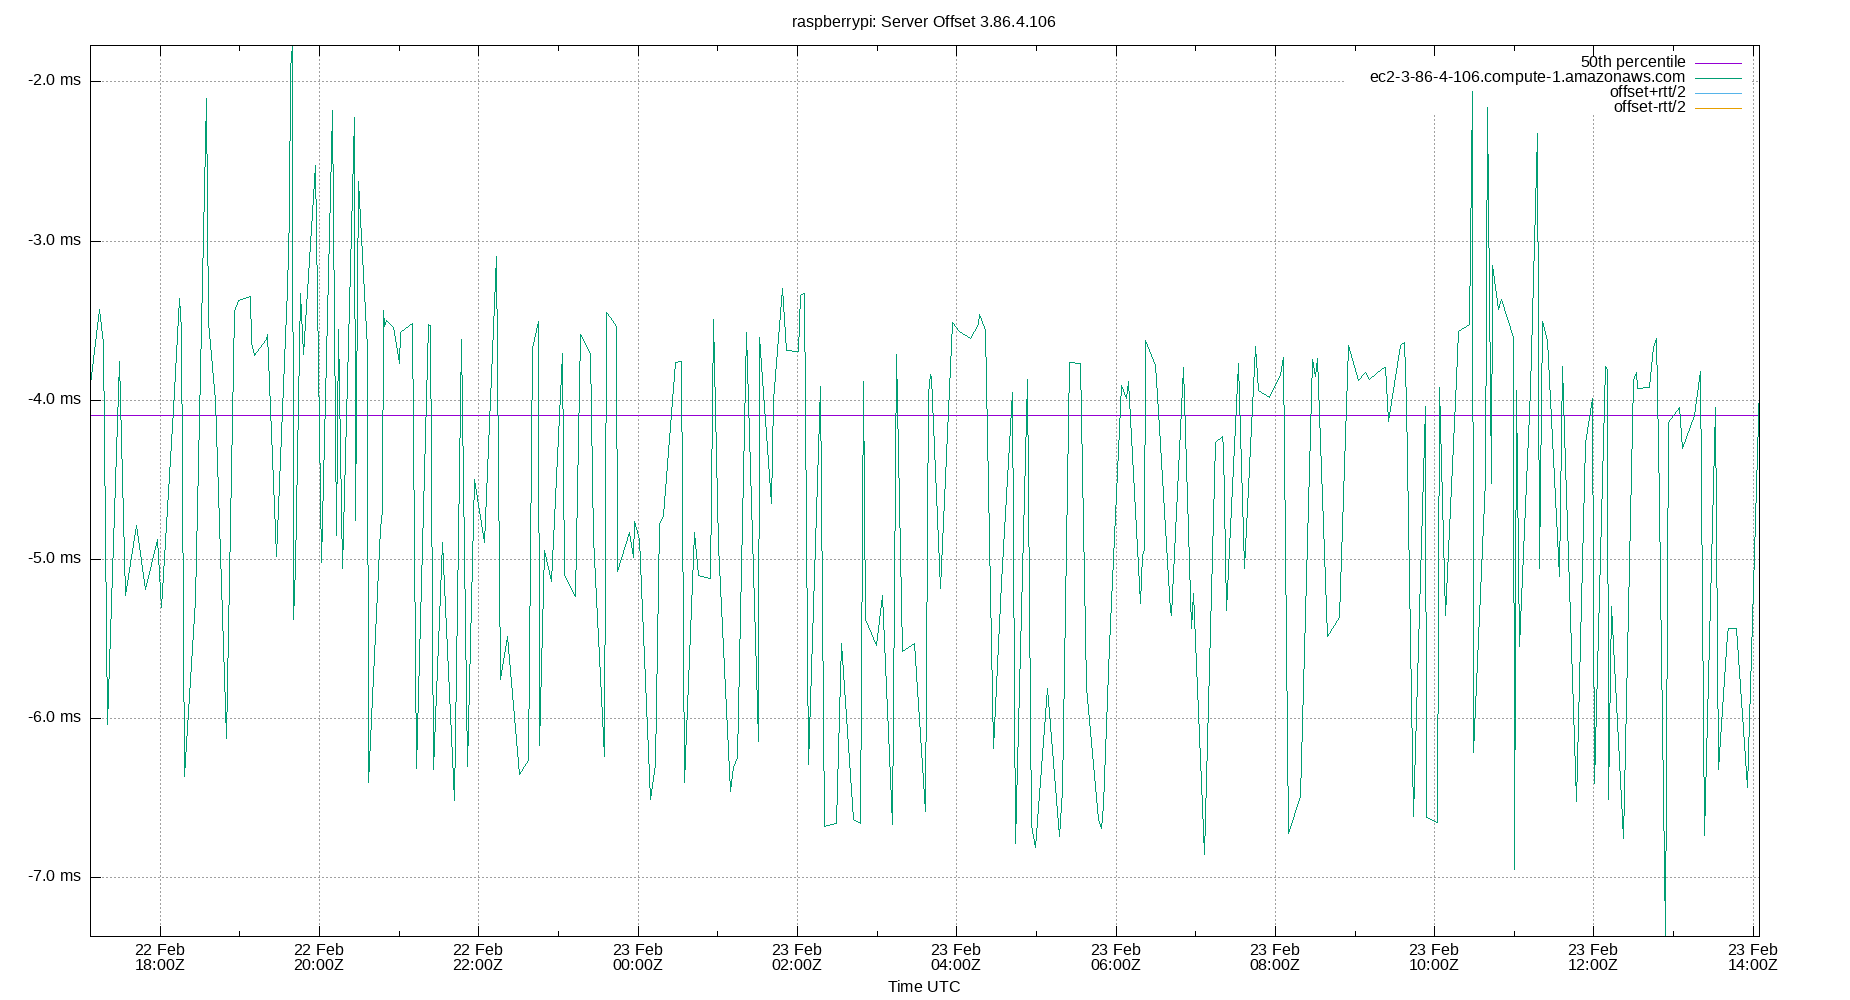 raspberrypi: Server Offset 3.86.4.106
50th percentile
ec2-3-86-4-106.compute-1.amazonaws.com
offset+rtt/2
offset-rtt/2
-2.0 ms
-3.0 ms
-4.0 ms
-5.0 ms
-6.0 ms
-7.0 ms
22 Feb 22 Feb 22 Feb 23 Feb 23 Feb 23 Feb 23 Feb 23 Feb 23 Feb 23 Feb 23 Feb
18:00Z 20:00Z 22:00Z 00:00Z 02:00Z 04:00Z 06:00Z 08:00Z 10:00Z 12:00Z 14:00Z
Time UTC